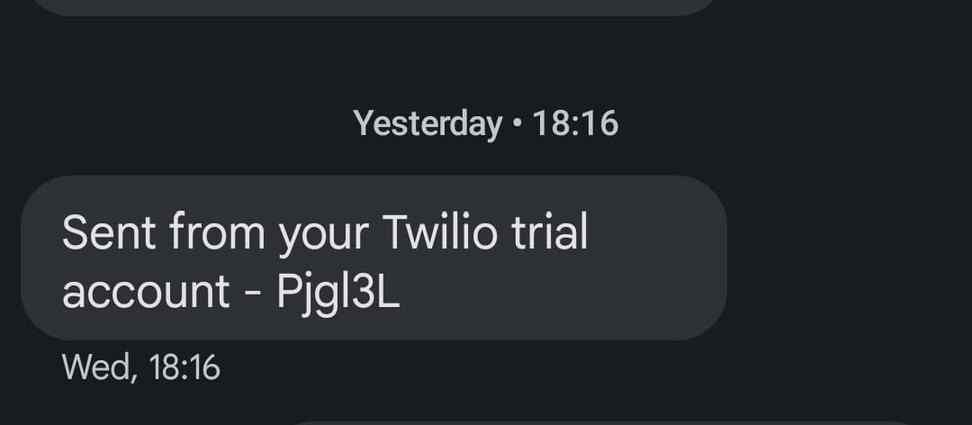 Yesterday • 18:16
Sent from your Twilio trial
account - Pjgl3L
Wed, 18:16